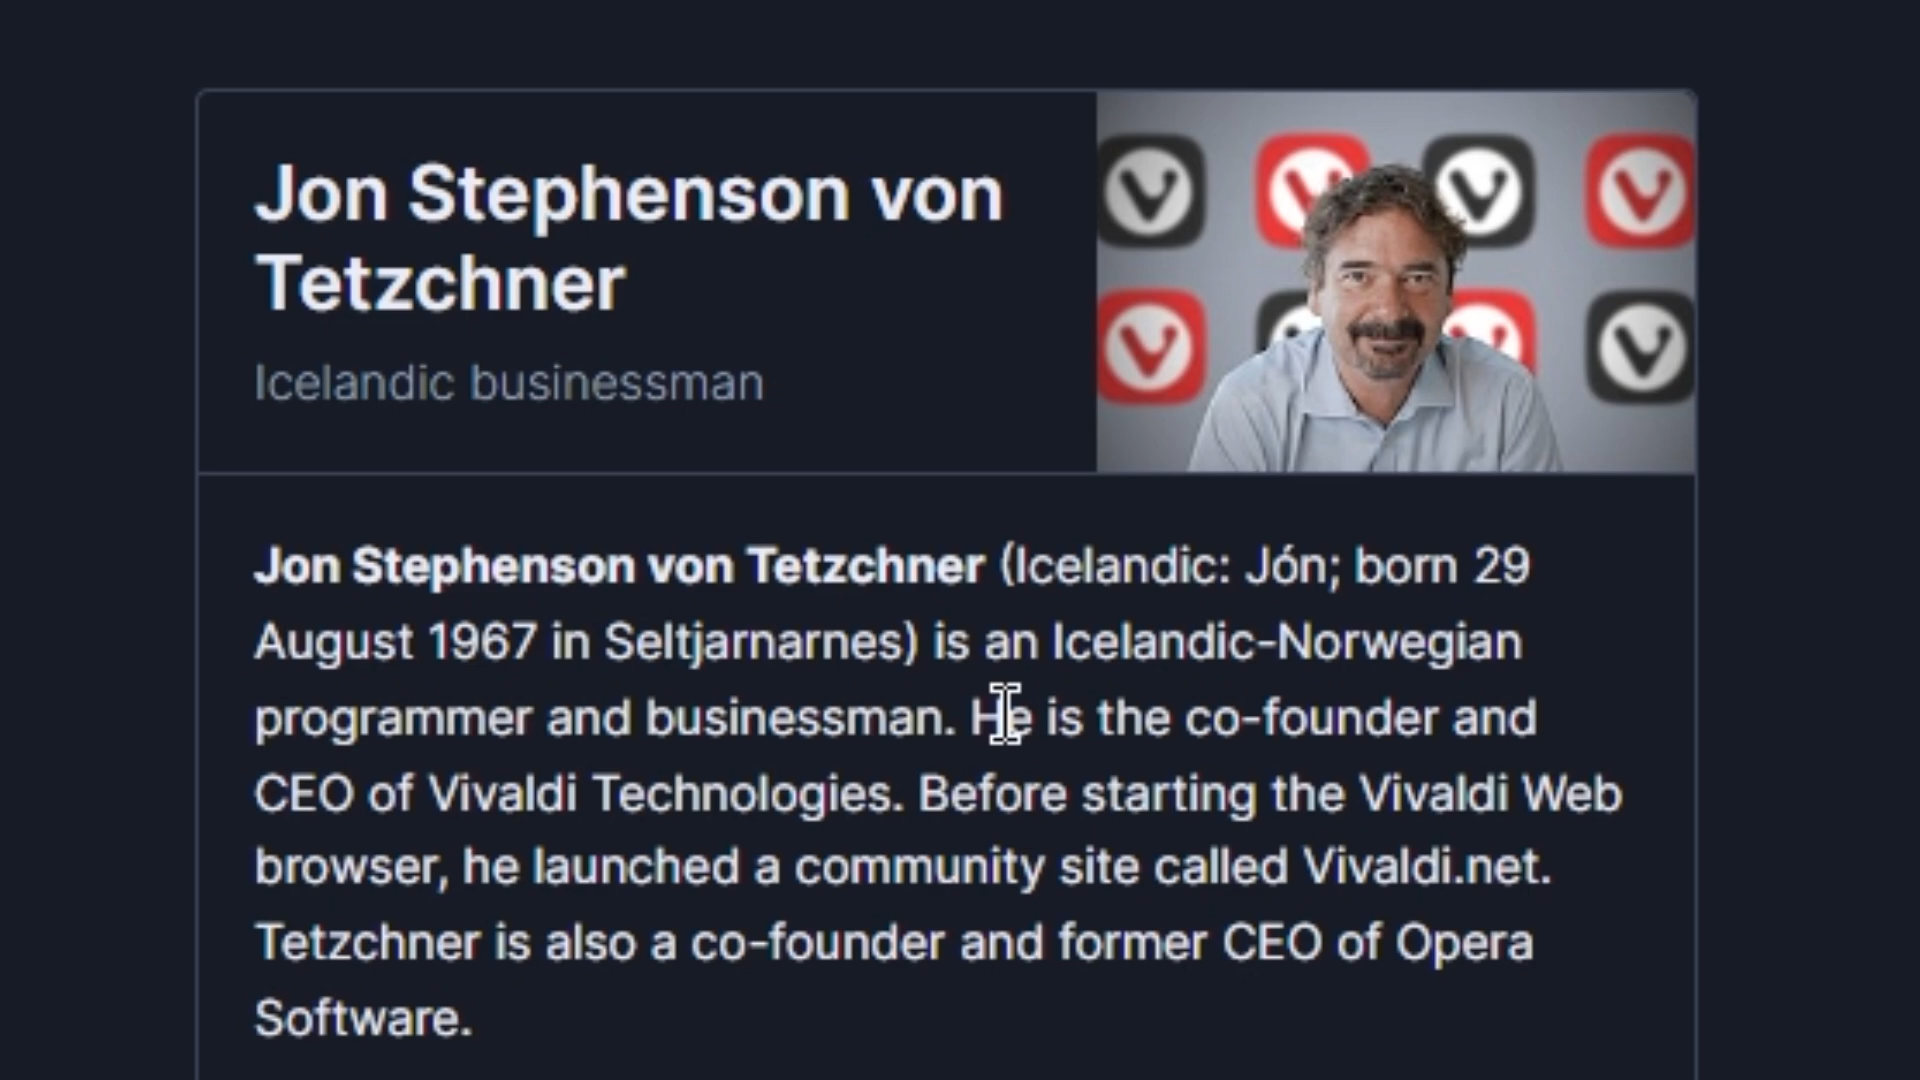 Jon Stephenson von
Tetzchner
Icelandic businessman
Jon Stephenson von Tetzchner (Icelandic: Jón; born 29
August 1967 in Seltjarnarnes) is an Icelandic-Norwegian
programmer and businessman. He is the co-founder and
CEO of Vivaldi Technologies. Before starting the Vivaldi Web
browser, he launched a community site called Vivaldi.net.
Tetzchner is also a co-founder and former CEO of Opera
Software.